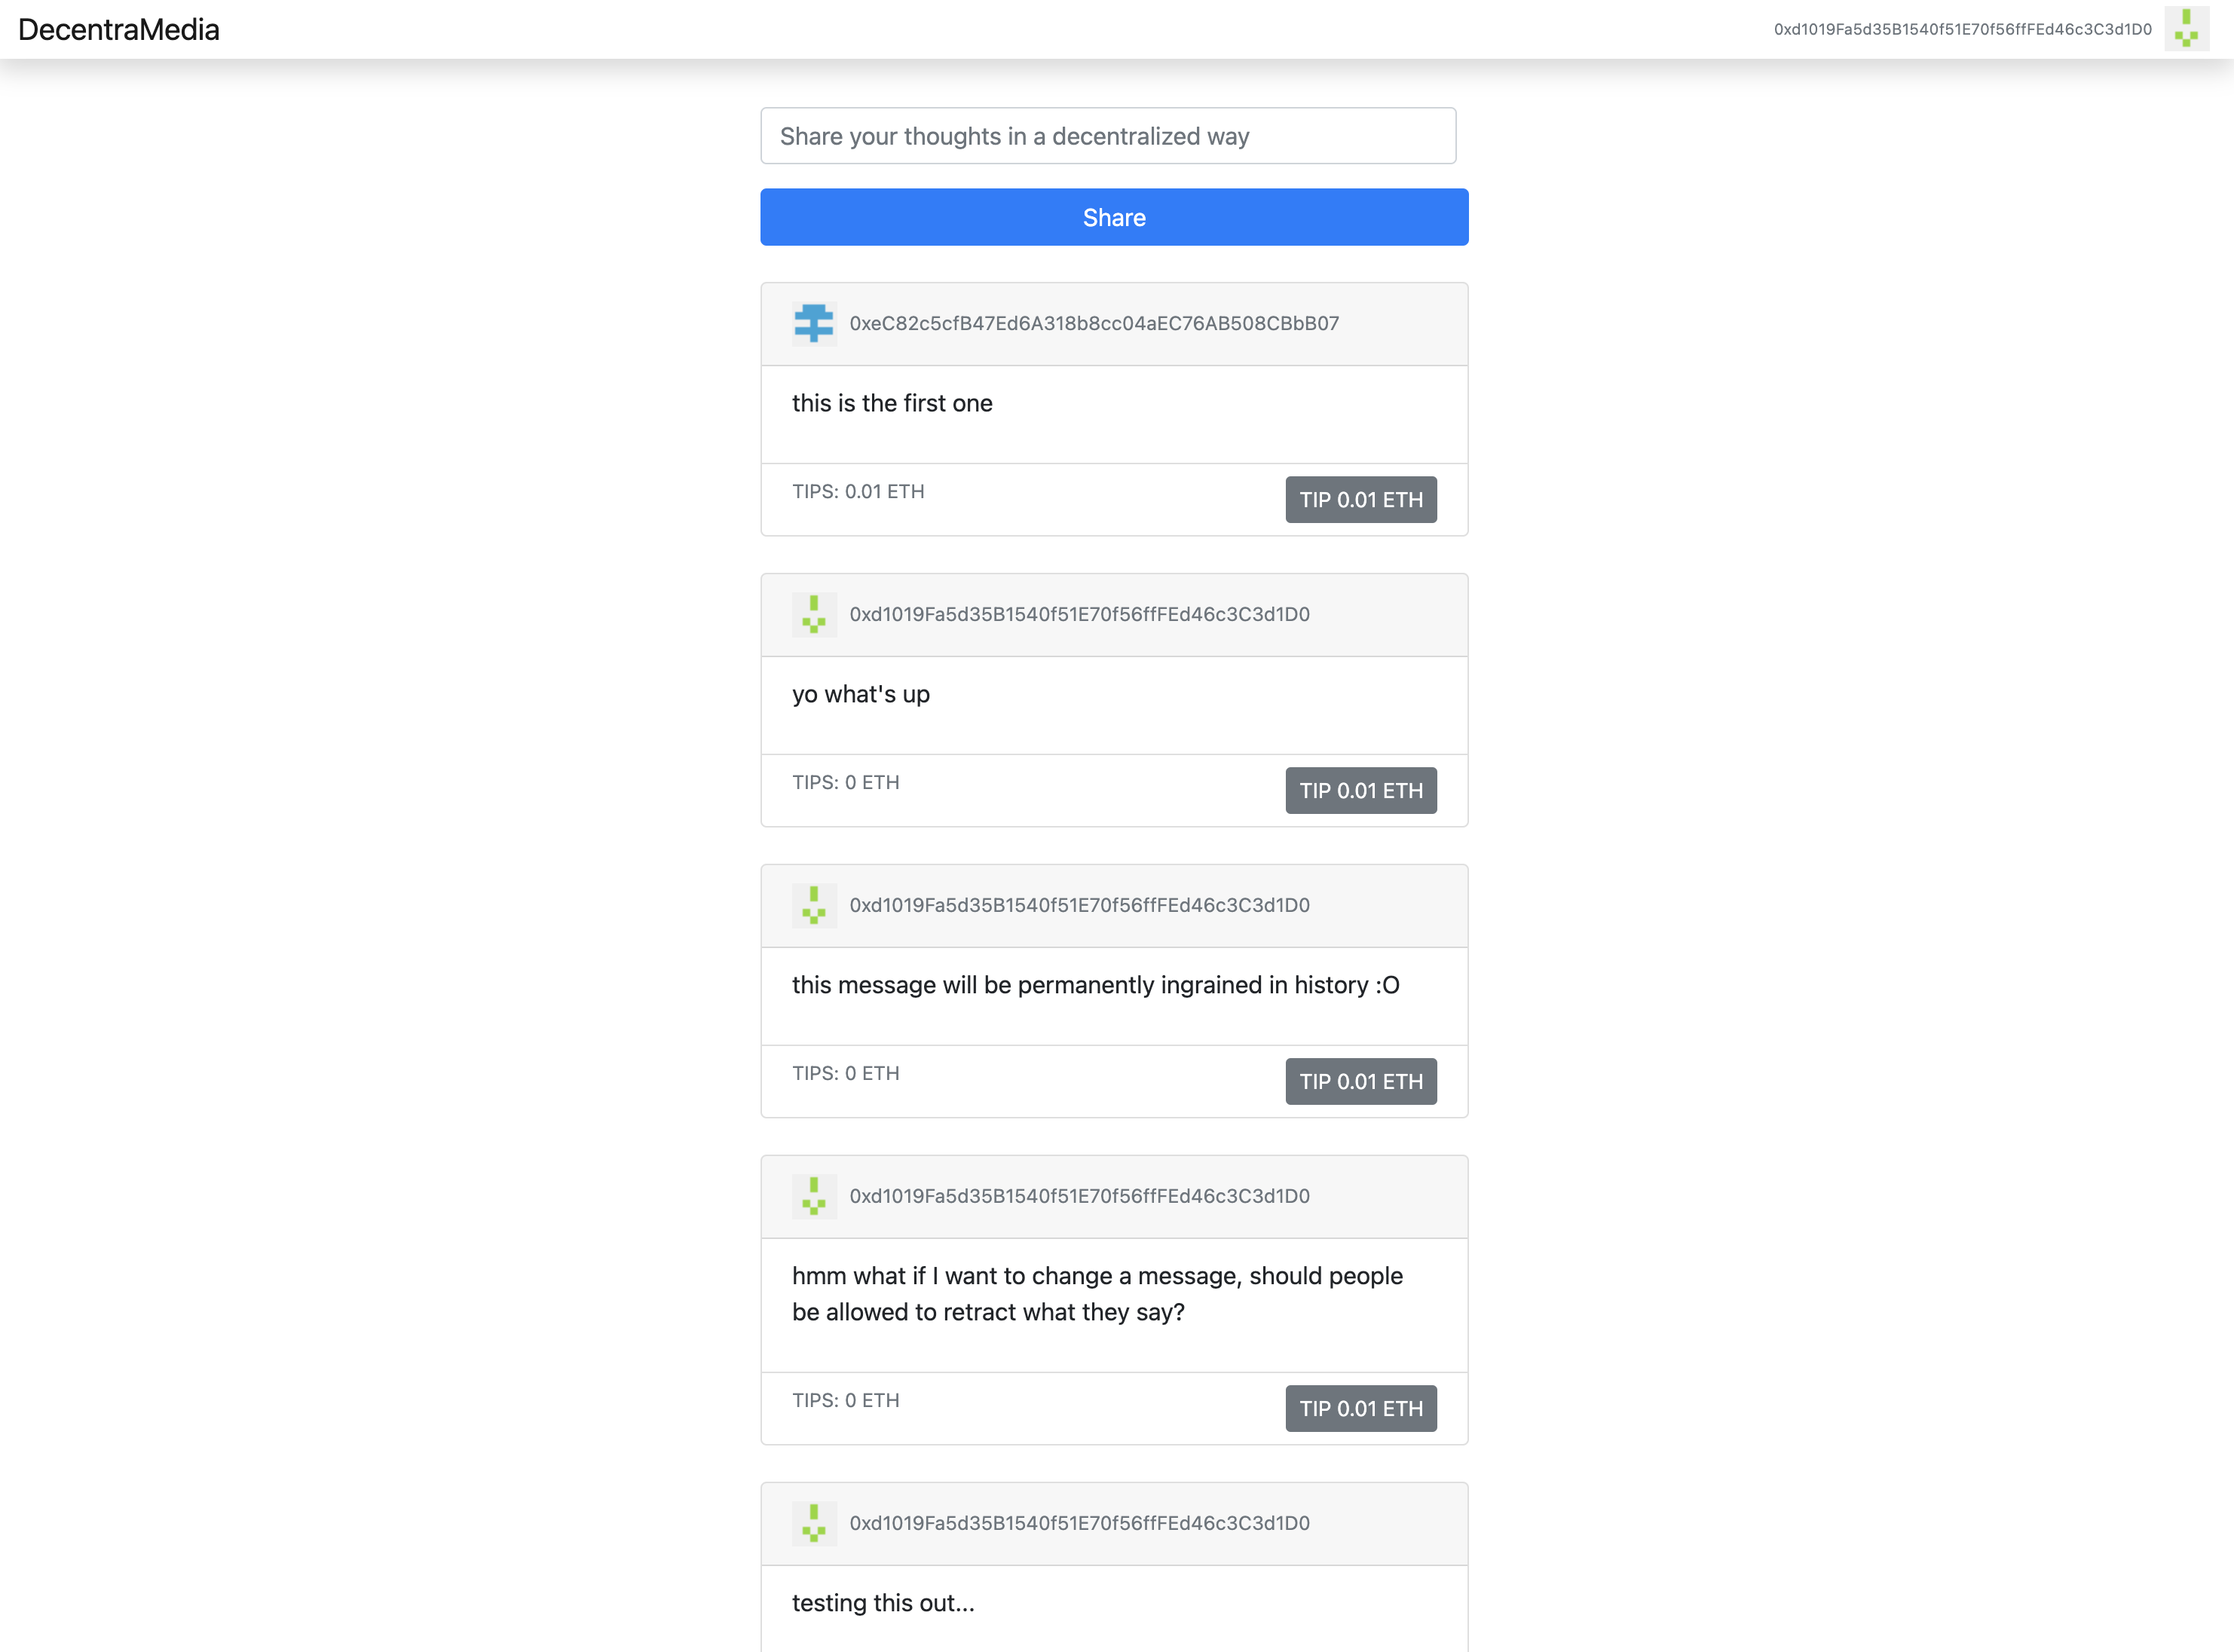 DecentraMedia
0xd1019Fa5d35B1540f51E70f56ffFEd46c3C3d1D0
Share your thoughts in a decentralized way
Share
0xeC82c5cfB47Ed6A318b8cc04aEC76AB508CBbB07
this is the first one
TIPS: 0.01 ETH
TIP 0.01 ETH
0xd1019Fa5d35B1540f51E70f56ffFEd46c3C3d1D0
yo what's up
TIPS: 0 ETH
TIP 0.01 ETH
0xd1019Fa5d35B1540f51E70f56ffFEd46c3C3d1D0
this message will be permanently ingrained in history :O
TIPS: 0 ETH
TIP 0.01 ETH
0xd1019Fa5d35B1540f51E70f56ffFEd46c3C3d1D0
hmm what if I want to change a message, should people
be allowed to retract what they say?
TIPS: 0 ETH
TIP 0.01 ETH
0xd1019Fa5d35B1540f51E70f56ffFEd46c3C3d1D0
testing this out...